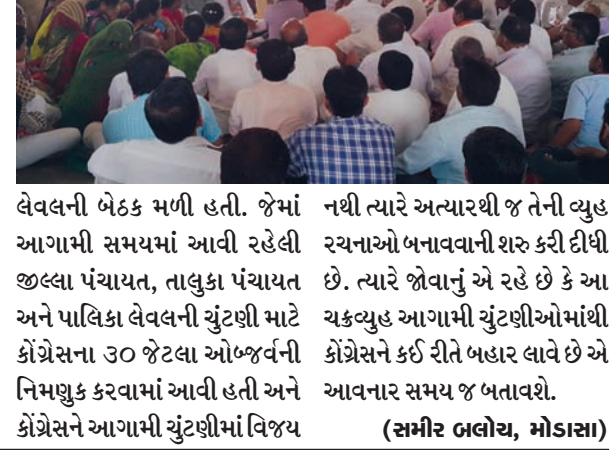 લેવલની બેઠક મળી હતી. જેમાં
આગામી સમયમાં આવી રહેલી
જીલ્લા પંચાયત, તાલુકા પંચાયત
અને પાલિકા લેવલની ચુંટણી માટે
કોંગ્રેસના ૩૦ જેટલા ઓબ્જર્વની
નિમણુક કરવામાં આવી હતી અને
કોંગ્રેસને આગામી ચુંટણીમાં વિજય
નથી ત્યારે અત્યારથી જ તેની વ્યુહ
રચનાઓ બનાવવાની શરુ કરી દીધી
છે. ત્યારે જોવાનું એ રહે છે કે આ
ચક્રવ્યુહ આગામી ચુંટણીઓમાંથી
કોંગ્રેસને કઈ રીતે બહાર લાવે છે એ
આવનાર સમય જ બતાવશે.
(સમીર બલોચ, મોડાસા)